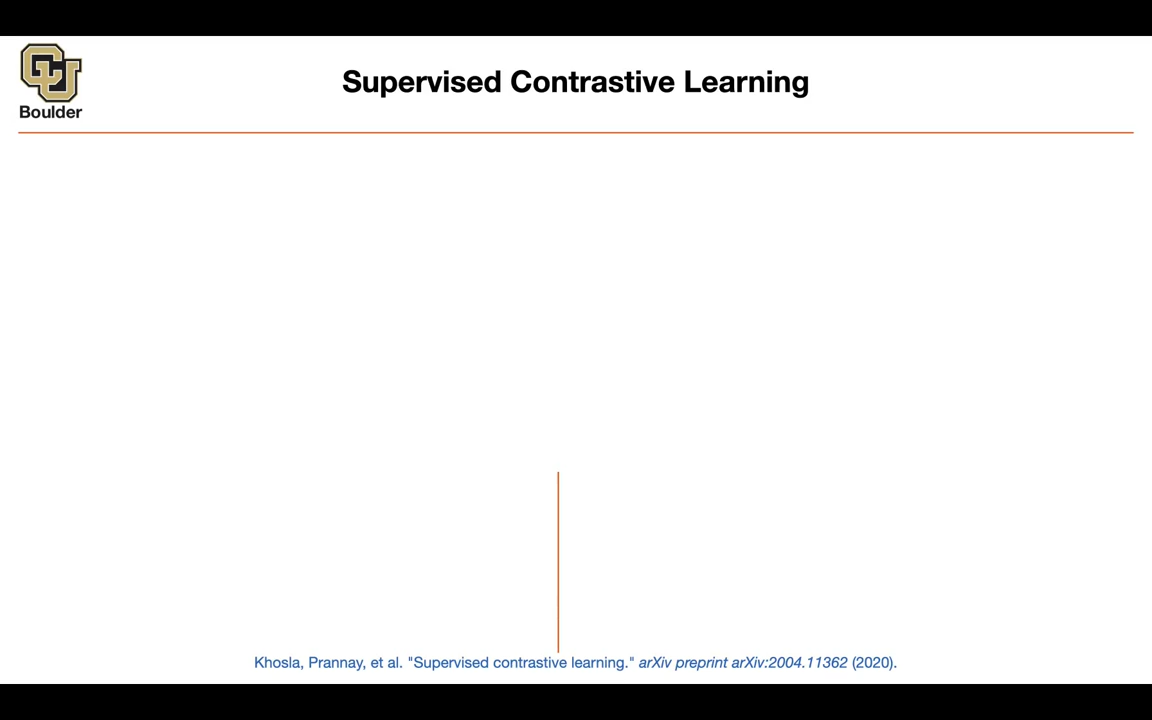 Supervised Contrastive Learning
Boulder
Khosla, Prannay, et al. "Supervised contrastive learning." arXiv preprint arXiv:2004.11362 (2020).